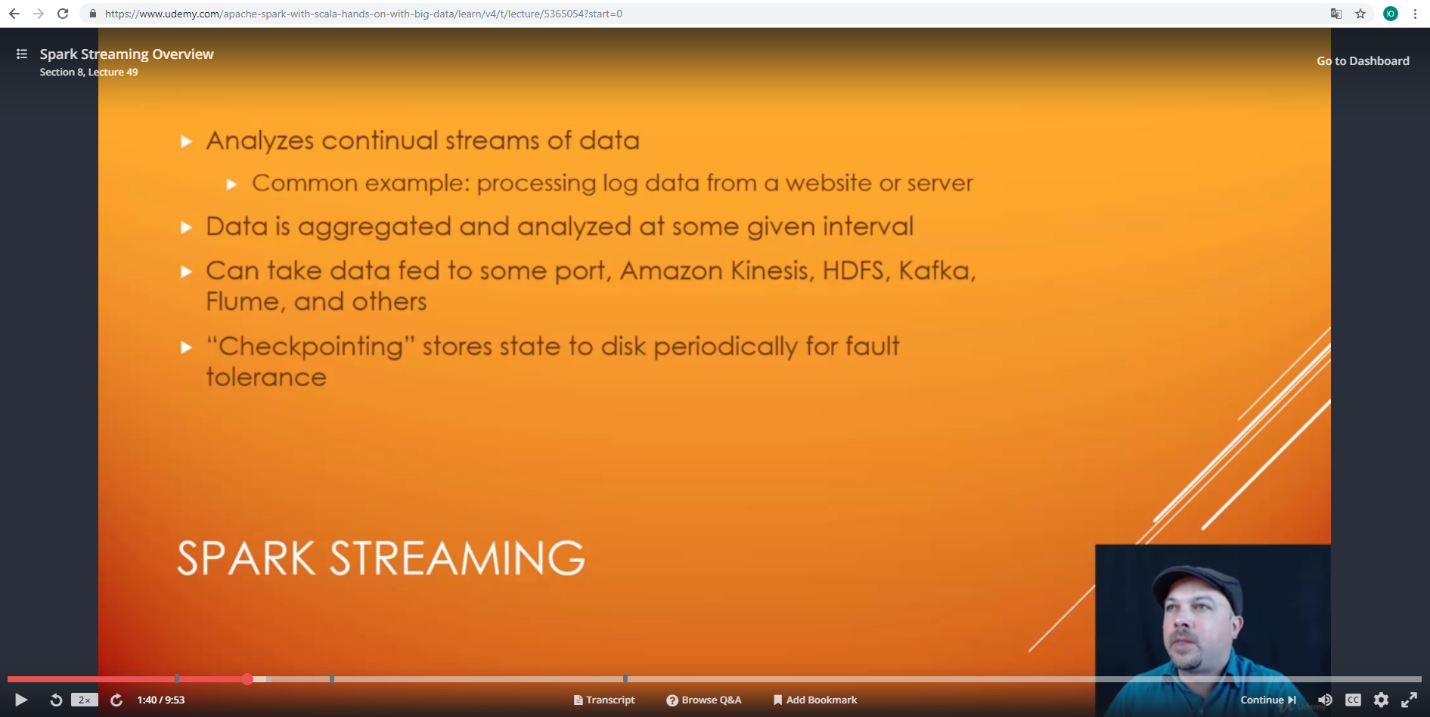 https://www.udemy.com/apache-spark-with-scala-hands-on-with-big-data/learn/v4/t/lecture/5365054?start=0
IO
Spark Streaming Overview
Section 8, Lecture 49
Go to Dashboard
Analyzes continual streams of data
Common example: processing log data from a website or server
Data is aggregated and analyzed at some given interval
Can take data fed to some port, Amazon Kinesis, HDFS, Kafka,
Flume, and others
“Checkpointing” stores state to disk periodically for fault
tolerance
SPARK STREAMING
2x
1:40 / 9:53
Transcript
Browse Q&A
Add Bookmark
Continue
CC